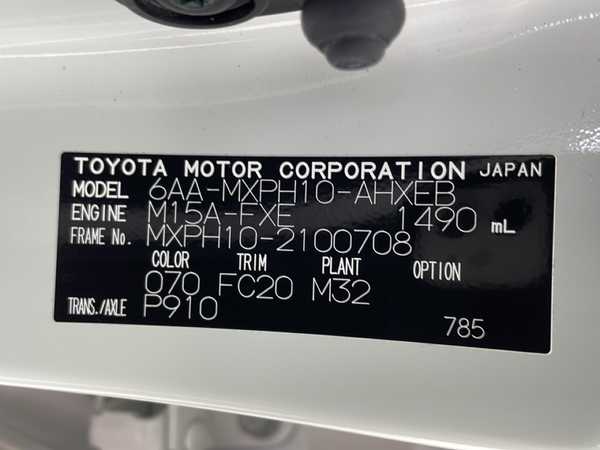 TOYOTA MOTOR CORPORATION JAPAN
MODEL 6AA-MXPH10-AHXEB
ENGINE M15A-FXE 1490 mL
FRAME No. MXPH10-2100708
COLOR TRIM PLANT OPTION
070 FC20 M32
TRANS./AXLE P910
785